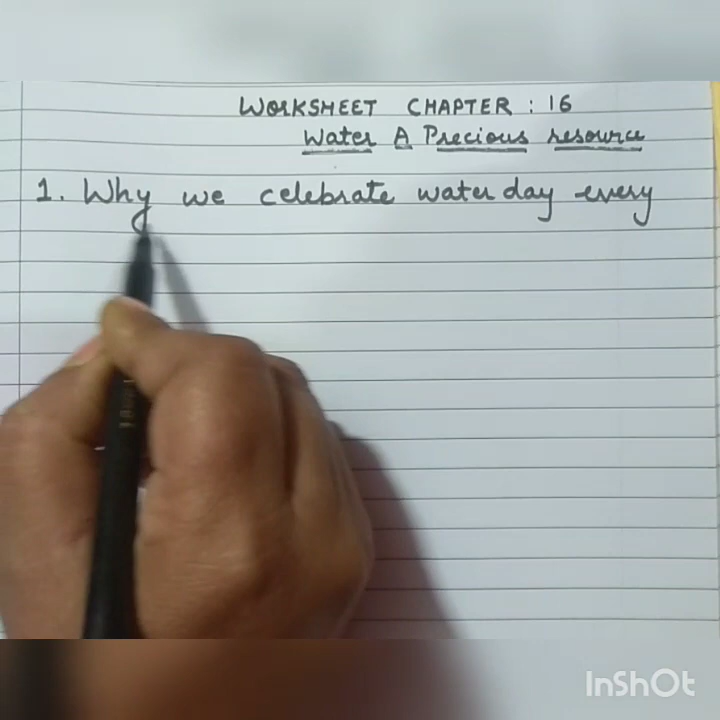 WORKSHEET CHAPTER : 16
Water A Precious resource
1. Why we celebrate water day every
InShOt